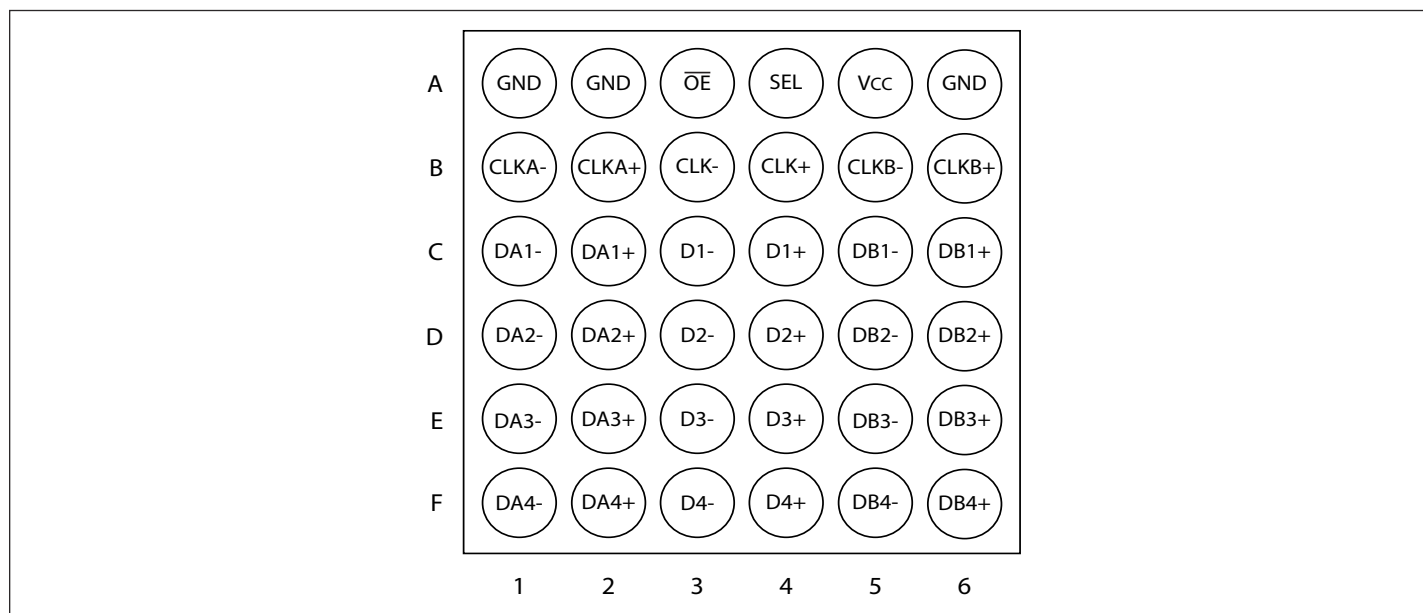 A GND GND O̅E̅ SEL VCC GND
B CLKA- CLKA+ CLK- CLK+ CLKB- CLKB+
C DA1- DA1+ D1- D1+ DB1- DB1+
D DA2- DA2+ D2- D2+ DB2- DB2+
E DA3- DA3+ D3- D3+ DB3- DB3+
F DA4- DA4+ D4- D4+ DB4- DB4+
1 2 3 4 5 6